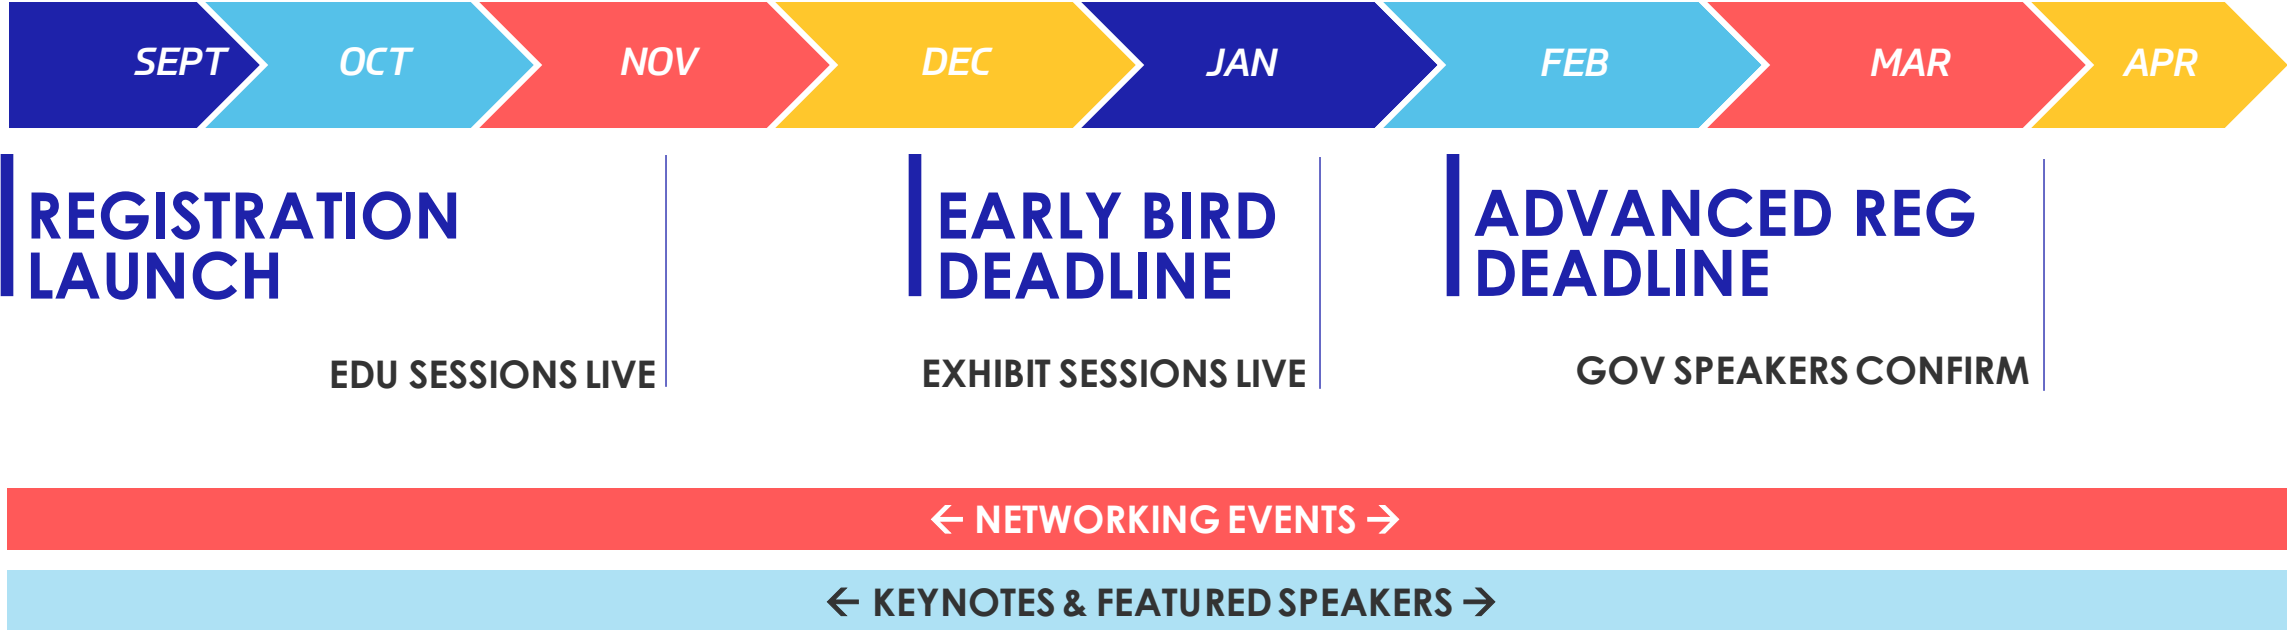 SEPT OCT NOV DEC JAN FEB MAR APR
REGISTRATION
LAUNCH
EARLY BIRD
DEADLINE
ADVANCED REG
DEADLINE
EDU SESSIONS LIVE
EXHIBIT SESSIONS LIVE
GOV SPEAKERS CONFIRM
← NETWORKING EVENTS →
← KEYNOTES & FEATURED SPEAKERS →